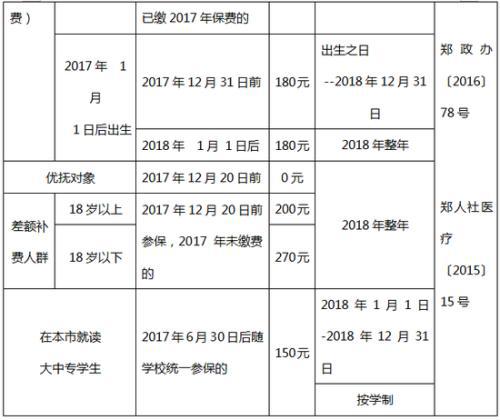 费）
已缴 2017 年保费的
2017 年 1
月
1 日后出生
2017 年 12 月 31 日前
180元
出生之日
--2018 年 12 月 31
日
郑 政 办
〔2016〕
78 号
2018 年 1 月 1 日后
180元
2018 年整年
优抚对象
2017 年 12 月 20 日前
0 元
差额补
费人群
18 岁以上
18 岁以下
2017 年 12 月 20 日前
参保，2017 年未缴费
的
200元
270元
2018 年整年
郑人社医
疗
〔2015〕
15 号
在本市就读
大中专学生
2017 年 6 月 30 日后随
学校统一参保的
150元
2018 年 1 月 1 日
-2018 年 12 月 31
日
按学制